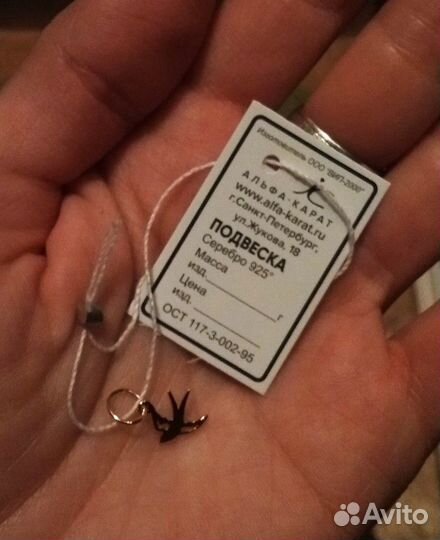 Изготовитель ООО "ВИП-2000"
АЛЬФА-КАРАТ
www.alfa-karat.ru
г.Санкт-Петербург,
ул.Жукова, 18
ПОДВЕСКА
Серебро 925°
Масса
изд. г
Цена
изд.
ОСТ 117-3-002-95
Avito